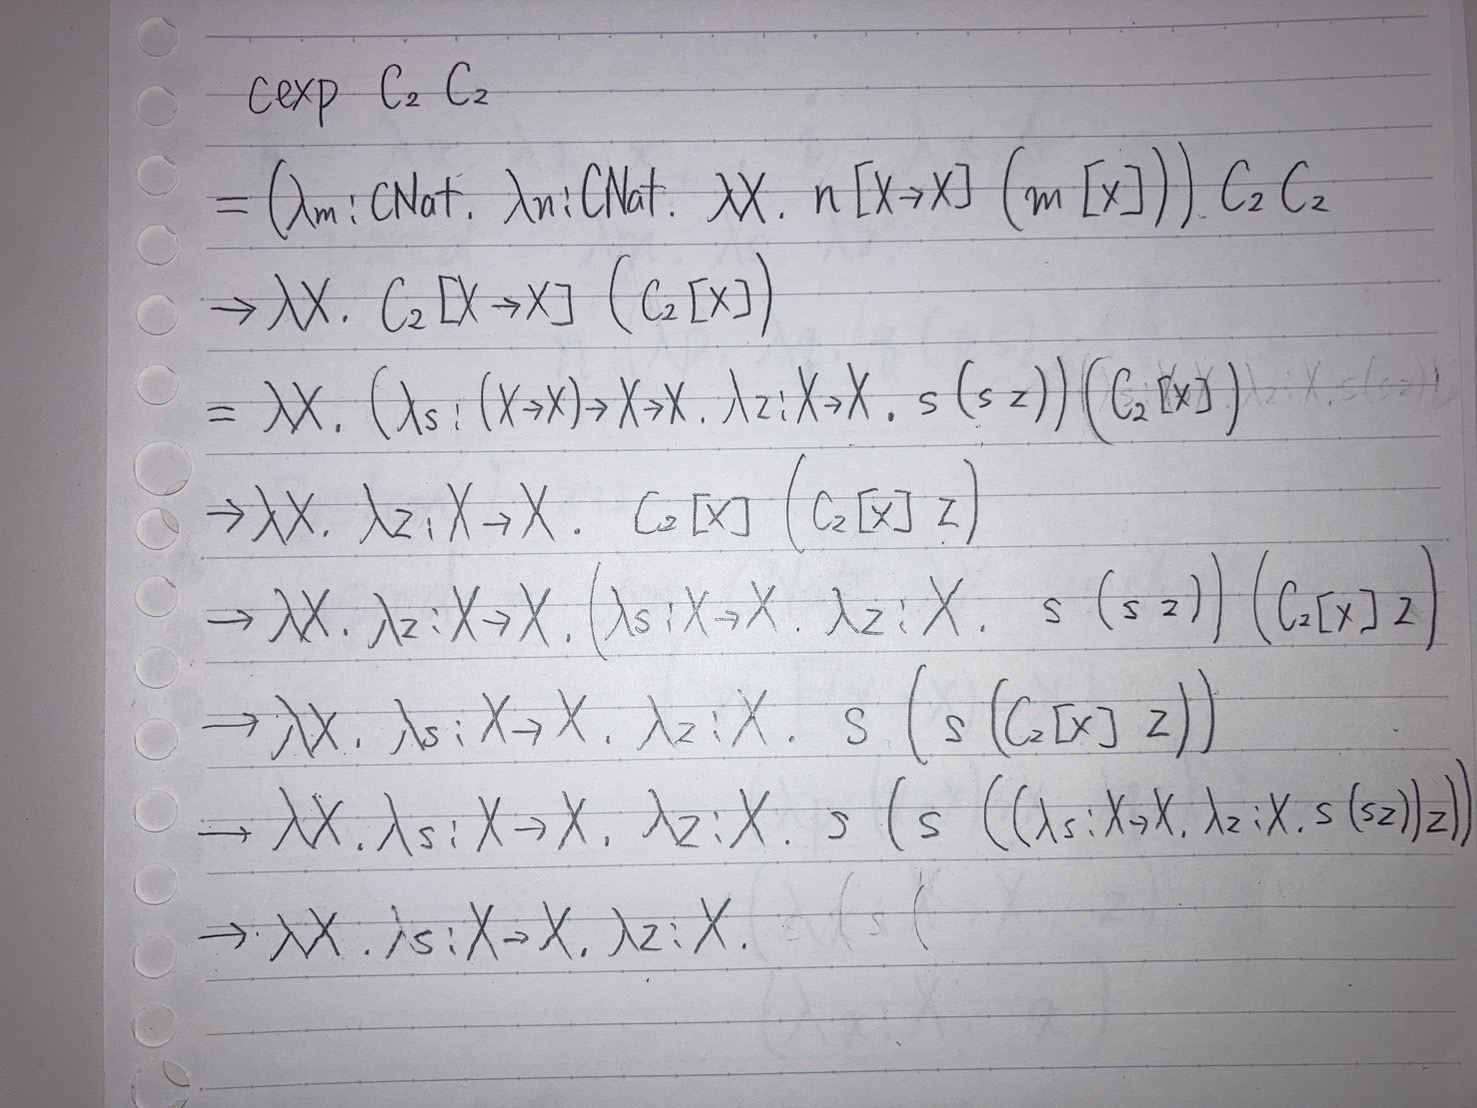 cexp C₂ C₂
= (λm:CNat. λn:CNat. λX. n[X→X] (m[X])) C₂ C₂
→ λX. C₂[X→X] (C₂[X])
= λX. (λs:(X→X)→X→X. λz:X→X. s(s z))(C₂[X])
→ λX. λz:X→X. C₂[X] (C₂[X] z)
→ λX. λz:X→X. (λs:X→X. λz:X. s (s z)) (C₂[X] z)
→ λX. λs:X→X. λz:X. s (s (C₂[X] z))
→ λX. λs:X→X. λz:X. s (s ((λs:X→X. λz:X. s(sz))z))
→ λX. λs:X→X. λz:X.